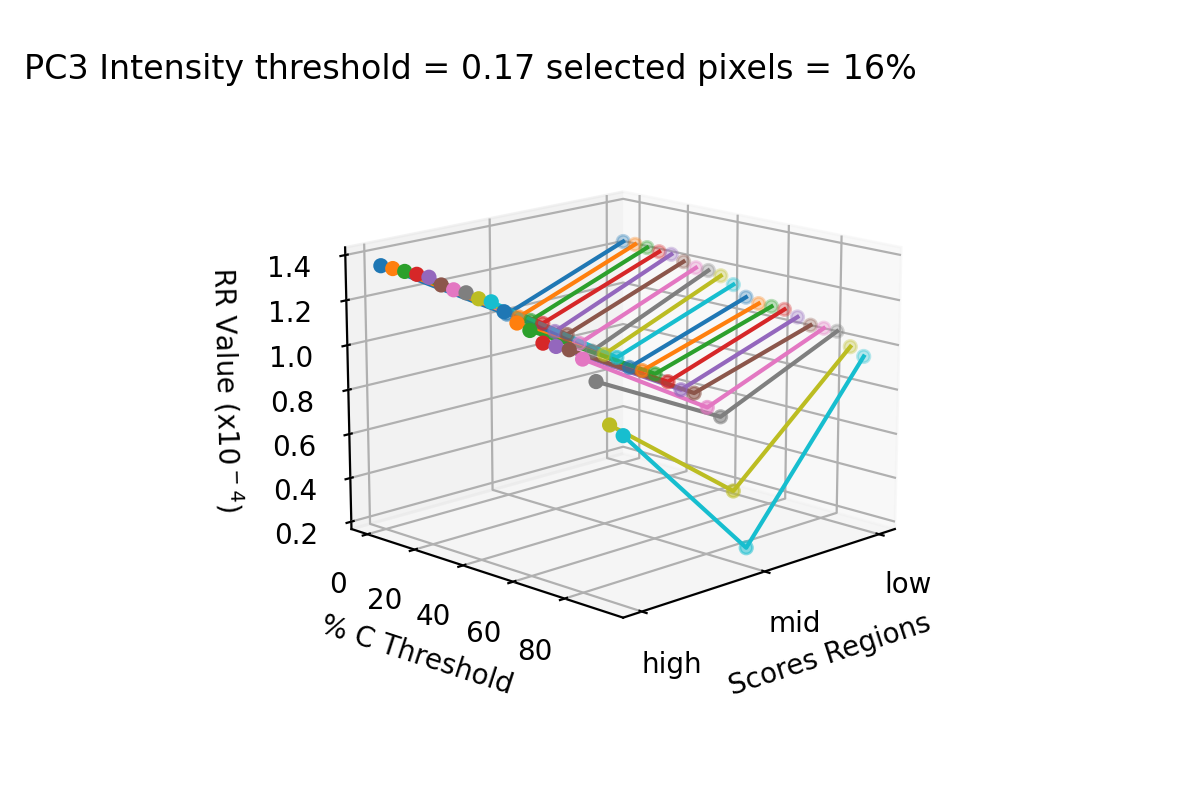 PC3 Intensity threshold = 0.17 selected pixels = 16%
1.4
1.2
1.0
0.8
0.6
0.4
0.2
RR Value (x10⁻⁴)
0
20
40
60
80
% C Threshold
high
mid
low
Scores Regions